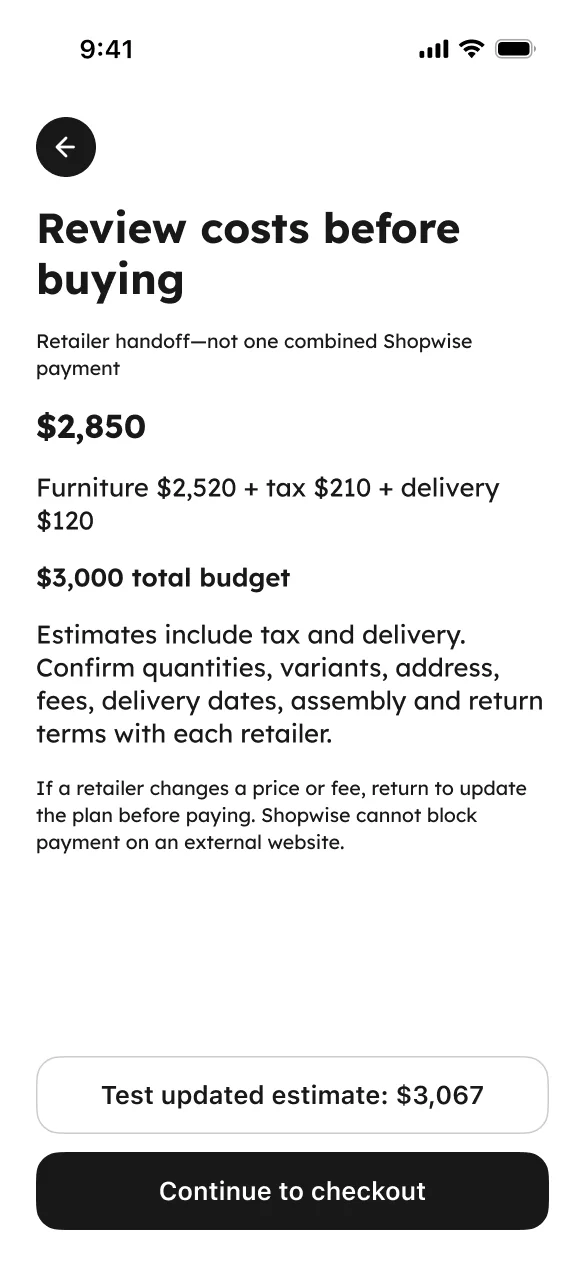 9:41
Review costs before
buying
Retailer handoff—not one combined Shopwise
payment
$2,850
Furniture $2,520 + tax $210 + delivery
$120
$3,000 total budget
Estimates include tax and delivery.
Confirm quantities, variants, address,
fees, delivery dates, assembly and return
terms with each retailer.
If a retailer changes a price or fee, return to update
the plan before paying. Shopwise cannot block
payment on an external website.
Test updated estimate: $3,067
Continue to checkout